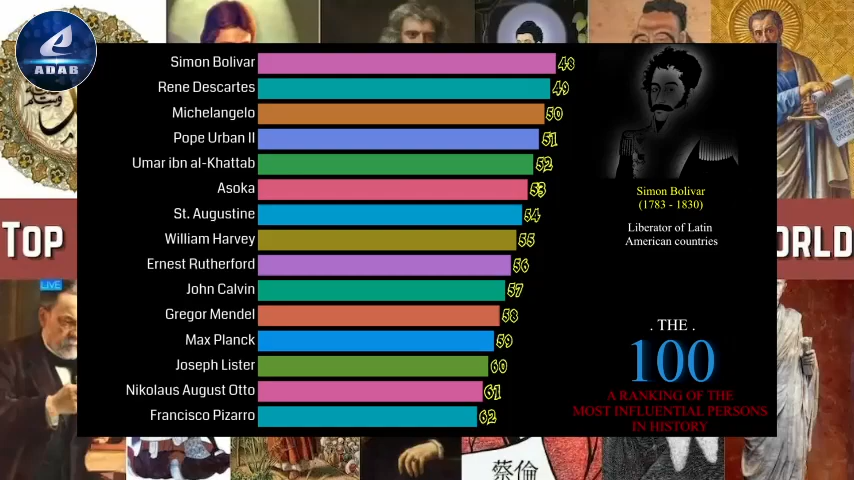 ADAB
Simon Bolivar 48
Rene Descartes 49
Michelangelo 50
Pope Urban II 51
Umar ibn al-Khattab 52
Asoka 53
St. Augustine 54
William Harvey 55
Ernest Rutherford 56
John Calvin 57
Gregor Mendel 58
Max Planck 59
Joseph Lister 60
Nikolaus August Otto 61
Francisco Pizarro 62
Simon Bolivar
(1783 - 1830)
Liberator of Latin
American countries
. THE .
100
A RANKING OF THE
MOST INFLUENTIAL PERSONS
IN HISTORY
TOP
ORLD
LIVE
蔡倫